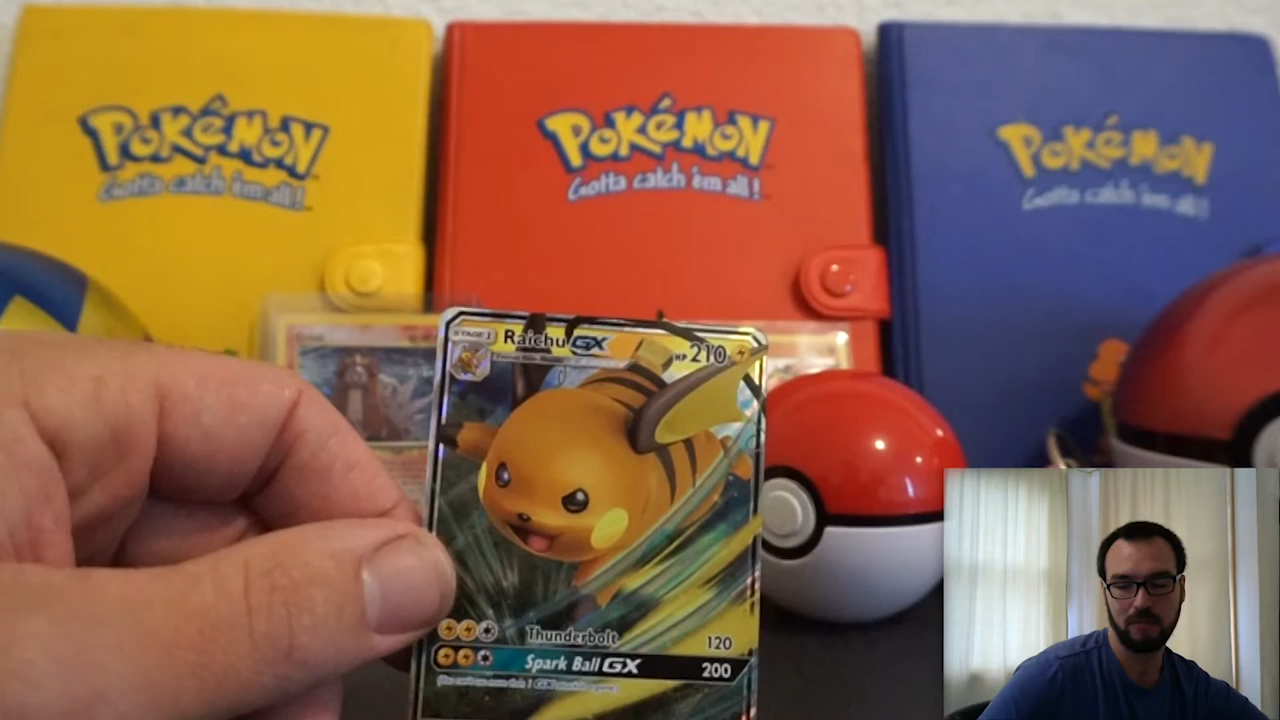 Pokémon
Gotta catch 'em all!
Pokémon
Gotta catch 'em all!
Pokémon
Gotta catch 'em all!
STAGE 1
Raichu GX
HP 210
Thunderbolt 120
Spark Ball GX 200